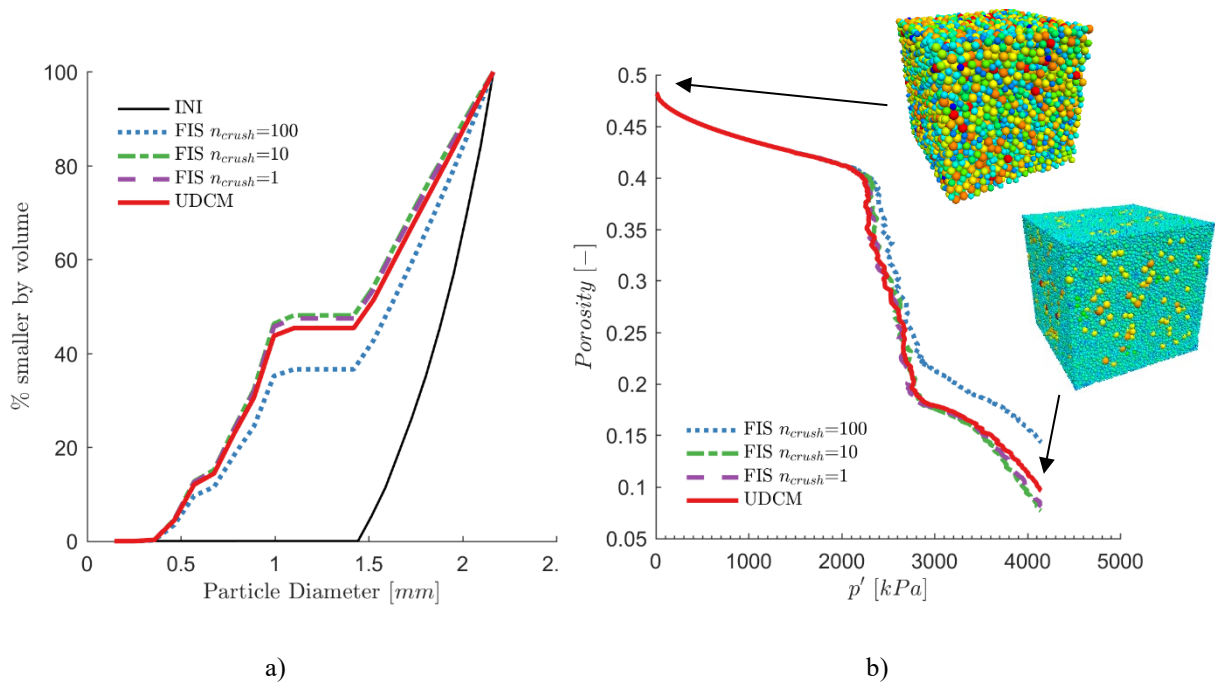 100
80
60
40
20
0
% smaller by volume
INI
FIS n_crush=100
FIS n_crush=10
FIS n_crush=1
UDCM
0
0.5
1
1.5
2
2.
Particle Diameter [mm]
0.5
0.45
0.4
0.35
0.3
0.25
0.2
0.15
0.1
0.05
Porosity [−]
FIS n_crush=100
FIS n_crush=10
FIS n_crush=1
UDCM
0
1000
2000
3000
4000
5000
p′ [kPa]
a)
b)